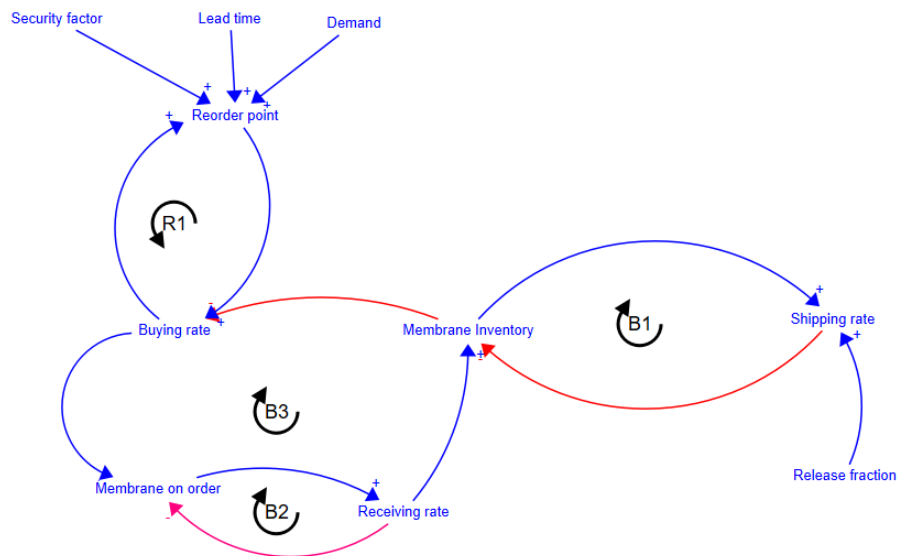 Security factor
Lead time
Demand
+
+
+
+
Reorder point
R1
-
+
Buying rate
Membrane Inventory
+
-
B1
+
Shipping rate
+
B3
Membrane on order
+
Receiving rate
-
B2
Release fraction